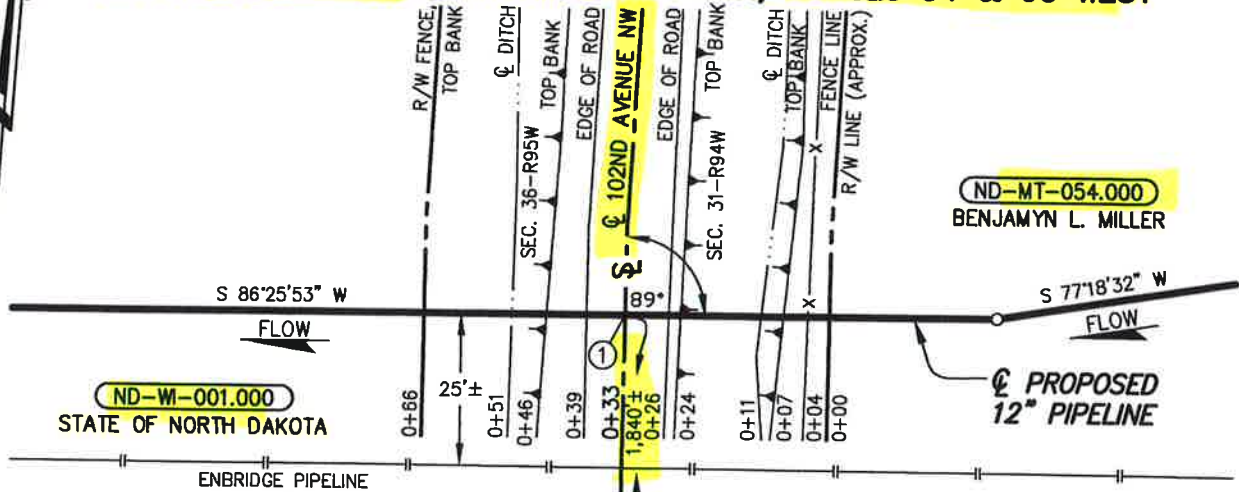 R/W FENCE,
TOP BANK
℄ DITCH
TOP BANK
SEC. 36-R95W
EDGE OF ROAD
℄ 102ND AVENUE NW
EDGE OF ROAD
TOP BANK
SEC. 31-R94W
℄ DITCH
TOP BANK
FENCE LINE
R/W LINE (APPROX.)
ND-MT-054.000
BENJAMYN L. MILLER
S 86°25'53" W
FLOW
89°
S 77°18'32" W
FLOW
1
℄ PROPOSED
12" PIPELINE
ND-WI-001.000
STATE OF NORTH DAKOTA
25'±
0+66
0+51
0+46
0+39
0+33
1,840'±
0+26
0+24
0+11
0+07
0+04
0+00
ENBRIDGE PIPELINE